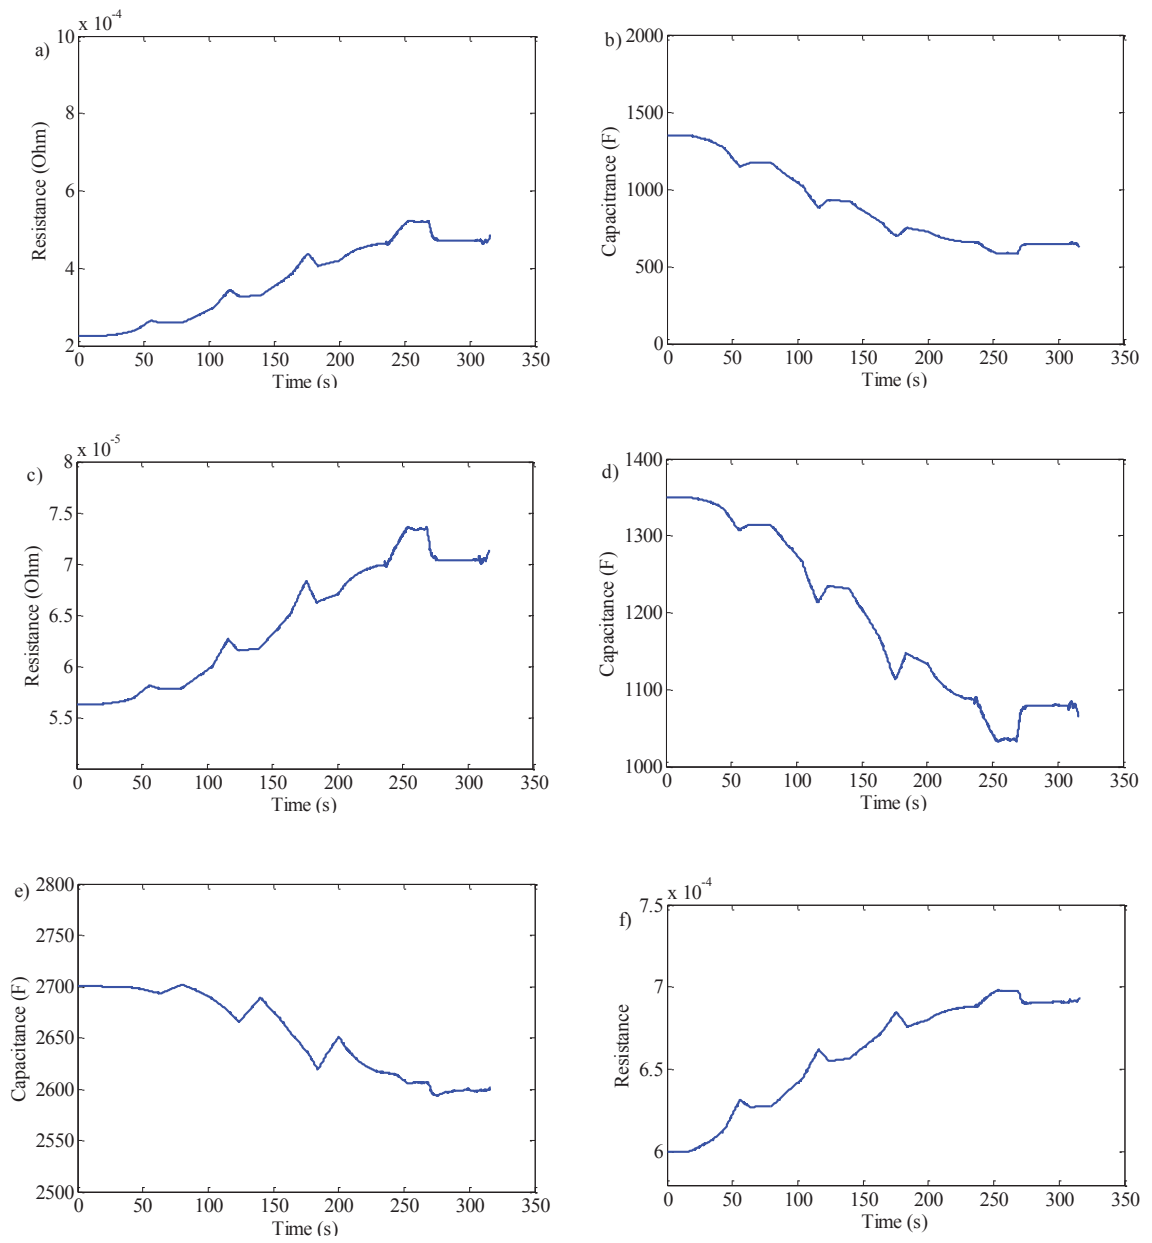 x 10-4
a)
10
8
6
4
2
Resistance (Ohm)
0 50 100 150 200 250 300 350
Time (s)
b)
2000
1500
1000
500
0
Capacitrance (F)
0 50 100 150 200 250 300 350
Time (s)
x 10-5
c)
8
7.5
7
6.5
6
5.5
Resistance (Ohm)
0 50 100 150 200 250 300 350
Time (s)
d)
1400
1300
1200
1100
1000
Capacitance (F)
0 50 100 150 200 250 300 350
Time (s)
e)
2800
2700
2650
2600
2550
2500
Capacitance (F)
0 50 100 150 200 250 300 350
Time (s)
x 10-4
f)
7.5
7
6.5
6
Resistance
0 50 100 150 200 250 300 350
Time (s)